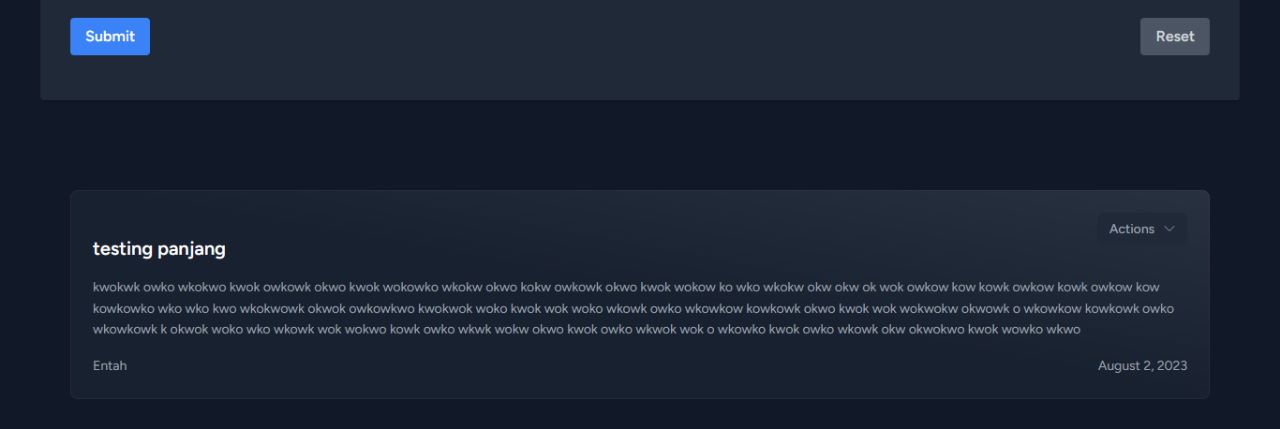 Submit
Reset
Actions
testing panjang
kwokwk owko wkokwo kwok owkowk okwo kwok wokowko wkokw okwo kokw owkowk okwo kwok wokow ko wko wkokw okw okw ok wok owkow kow kowk owkow kowk owkow kow
kowkowko wko wko kwo wkokwowk okwok owkowkwo kwokwok woko kwok wok woko wkowk owko wkowkow kowkowk okwo kwok wok wokwokw okwowk o wkowkow kowkowk owko
wkowkowk k okwok woko wko wkowk wok wokwo kowk owko wkwk wokw okwo kwok owko wkwok wok o wkowko kwok owko wkowk okw okwokwo kwok wowko wkwo
Entah
August 2, 2023